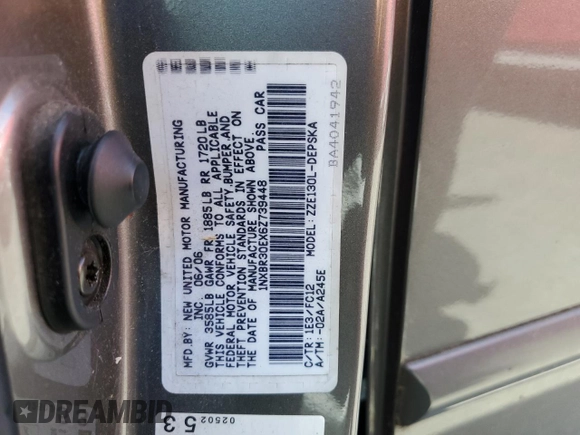 MFD.BY: NEW UNITED MOTOR MANUFACTURING
INC. 06/06
GVWR 3585LB GAWR FR 1885LB RR 1720LB
THIS VEHICLE CONFORMS TO ALL APPLICABLE
FEDERAL MOTOR VEHICLE SAFETY,BUMPER,AND
THEFT PREVENTION STANDARDS IN EFFECT ON
THE DATE OF MANUFACTURE SHOWN ABOVE.
1NXBR30EX6Z739448 PASS CAR
C/TR: 1E3/FC12 MODEL: ZZE130L-DEPSKA
A/TM: -02A/A245E
BA4041942
02502
53
DREAMBID